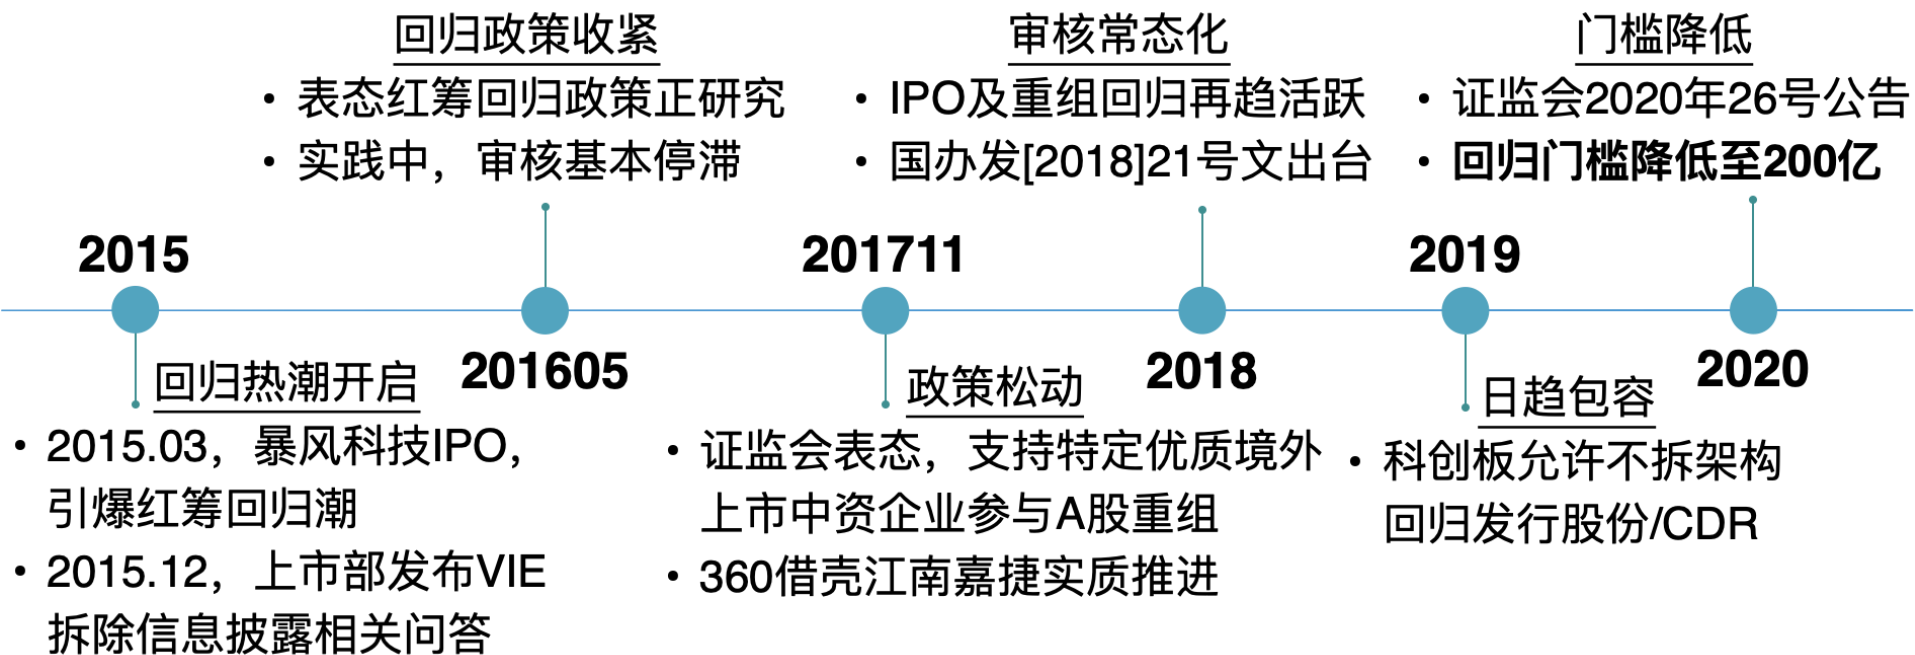 回归政策收紧
• 表态红筹回归政策正研究
• 实践中，审核基本停滞
审核常态化
• IPO及重组回归再趋活跃
• 国办发[2018]21号文出台
门槛降低
• 证监会2020年26号公告
• 回归门槛降低至200亿
2015
201711
2019
201605
2018
2020
回归热潮开启
• 2015.03，暴风科技IPO，
引爆红筹回归潮
• 2015.12，上市部发布VIE
拆除信息披露相关问答
政策松动
• 证监会表态，支持特定优质境外
上市中资企业参与A股重组
• 360借壳江南嘉捷实质推进
日趋包容
• 科创板允许不拆架构
回归发行股份/CDR